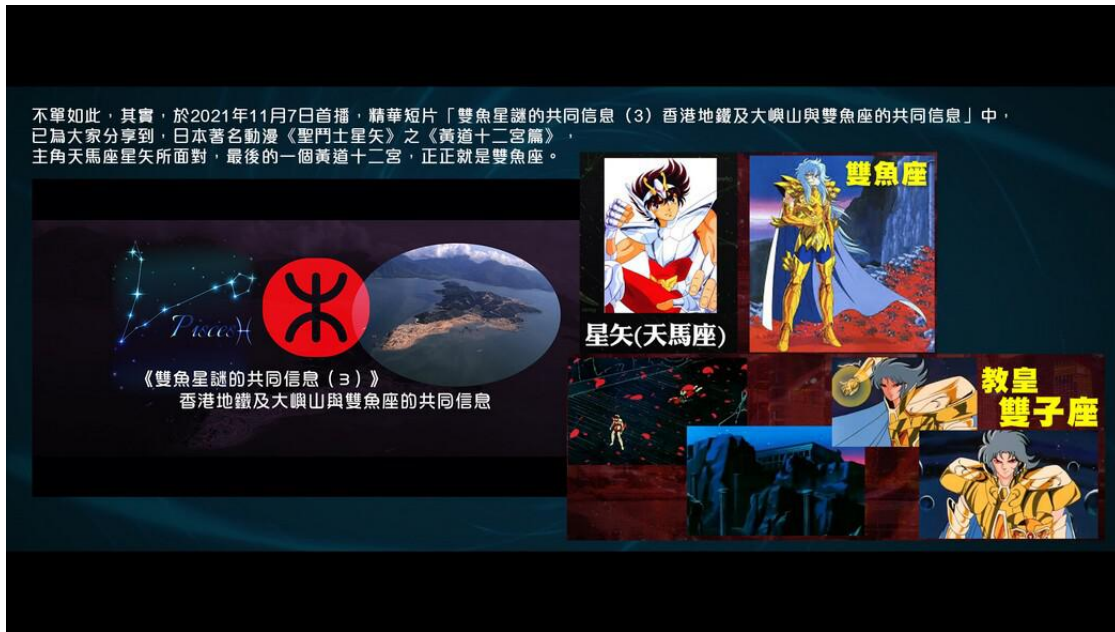 不單如此，其實，於2021年11月7日首播，精華短片「雙魚星謎的共同信息（3）香港地鐵及大嶼山與雙魚座的共同信息」中，
已為大家分享到，日本著名動漫《聖鬥士星矢》之《黃道十二宮篇》，
主角天馬座星矢所面對，最後的一個黃道十二宮，正正就是雙魚座。
Pisces
《雙魚星謎的共同信息（3）》
香港地鐵及大嶼山與雙魚座的共同信息
星矢(天馬座)
雙魚座
教皇
雙子座